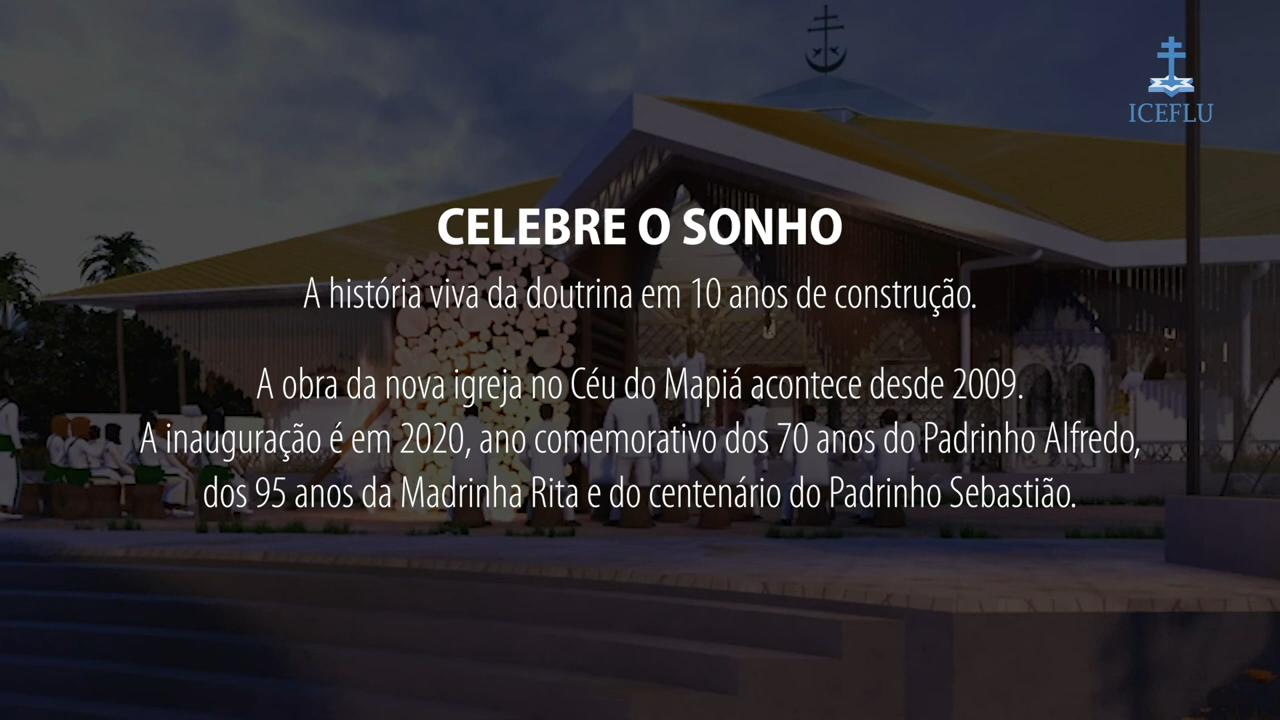 ICEFLU
CELEBRE O SONHO
A história viva da doutrina em 10 anos de construção.
A obra da nova igreja no Céu do Mapiá acontece desde 2009.
A inauguração é em 2020, ano comemorativo dos 70 anos do Padrinho Alfredo,
dos 95 anos da Madrinha Rita e do centenário do Padrinho Sebastião.